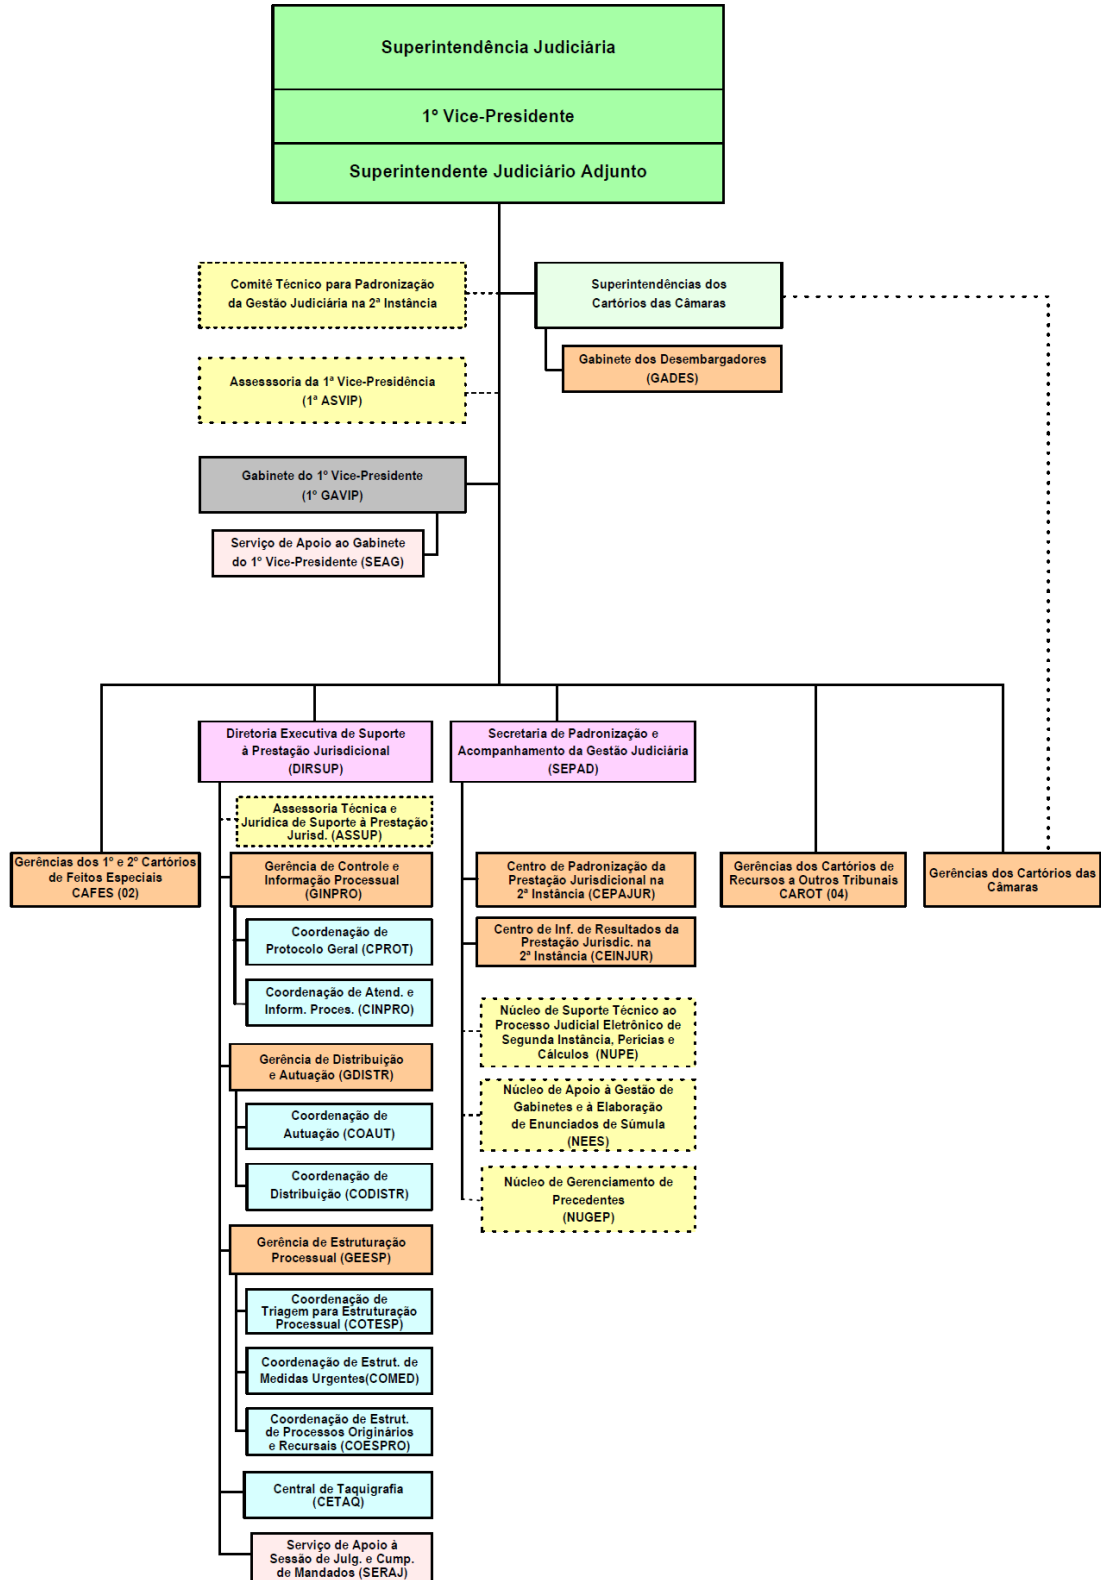 Superintendência Judiciária
1º Vice-Presidente
Superintendente Judiciário Adjunto
Comitê Técnico para Padronização
da Gestão Judiciária na 2ª Instância
Superintendências dos
Cartórios das Câmaras
Gabinete dos Desembargadores
(GADES)
Assesssoria da 1ª Vice-Presidência
(1ª ASVIP)
Gabinete do 1º Vice-Presidente
(1º GAVIP)
Serviço de Apoio ao Gabinete
do 1º Vice-Presidente (SEAG)
Diretoria Executiva de Suporte
à Prestação Jurisdicional
(DIRSUP)
Secretaria de Padronização e
Acompanhamento da Gestão Judiciária
(SEPAD)
Assessoria Técnica e
Jurídica de Suporte à Prestação
Jurisd. (ASSUP)
Gerências dos 1º e 2º Cartórios
de Feitos Especiais
CAFES (02)
Gerência de Controle e
Informação Processual
(GINPRO)
Centro de Padronização da
Prestação Jurisdicional na
2ª Instância (CEPAJUR)
Gerências dos Cartórios de
Recursos a Outros Tribunais
CAROT (04)
Gerências dos Cartórios das
Câmaras
Coordenação de
Protocolo Geral (CPROT)
Centro de Inf. de Resultados da
Prestação Jurisdic. na
2ª Instância (CEINJUR)
Coordenação de Atend. e
Inform. Proces. (CINPRO)
Núcleo de Suporte Técnico ao
Processo Judicial Eletrônico de
Segunda Instância, Perícias e
Cálculos (NUPE)
Gerência de Distribuição
e Autuação (GDISTR)
Núcleo de Apoio à Gestão de
Gabinetes e à Elaboração
de Enunciados de Súmula
(NEES)
Coordenação de
Autuação (COAUT)
Coordenação de
Distribuição (CODISTR)
Núcleo de Gerenciamento de
Precedentes
(NUGEP)
Gerência de Estruturação
Processual (GEESP)
Coordenação de
Triagem para Estruturação
Processual (COTESP)
Coordenação de Estrut. de
Medidas Urgentes(COMED)
Coordenação de Estrut.
de Processos Originários
e Recursais (COESPRO)
Central de Taquigrafia
(CETAQ)
Serviço de Apoio à
Sessão de Julg. e Cump.
de Mandados (SERAJ)